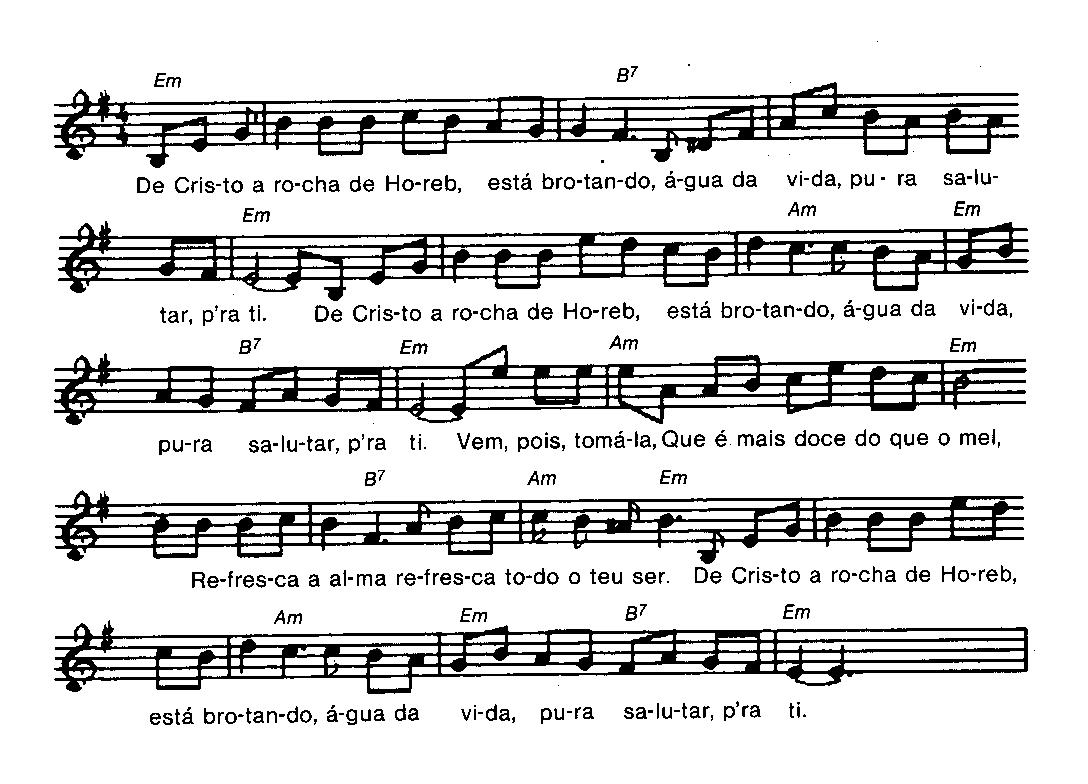 Em B7
De Cris-to a ro-cha de Ho-reb, está bro-tan-do, á-gua da vi-da, pu - ra sa-lu-
Em Am Em
tar, p'ra ti. De Cris-to a ro-cha de Ho-reb, está bro-tan-do, á-gua da vi-da,
B7 Em Am Em
pu-ra sa-lu-tar, p'ra ti. Vem, pois, tomá-la, Que é mais doce do que o mel,
B7 Am Em
Re-fres-ca a al-ma re-fres-ca to-do o teu ser. De Cris-to a ro-cha de Ho-reb,
Am Em B7 Em
está bro-tan-do, á-gua da vi-da, pu-ra sa-lu-tar, p'ra ti.